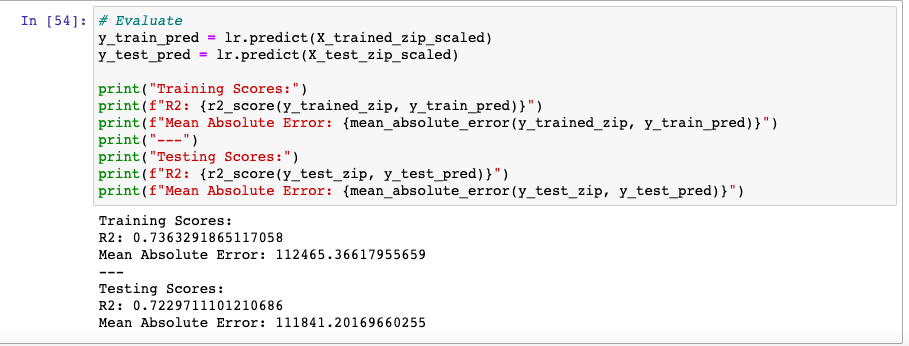 In [54]: # Evaluate
y_train_pred = lr.predict(X_trained_zip_scaled)
y_test_pred = lr.predict(X_test_zip_scaled)
print("Training Scores:")
print(f"R2: {r2_score(y_trained_zip, y_train_pred)}")
print(f"Mean Absolute Error: {mean_absolute_error(y_trained_zip, y_train_pred)}")
print("---")
print("Testing Scores:")
print(f"R2: {r2_score(y_test_zip, y_test_pred)}")
print(f"Mean Absolute Error: {mean_absolute_error(y_test_zip, y_test_pred)}")
Training Scores:
R2: 0.7363291865117058
Mean Absolute Error: 112465.36617955659
---
Testing Scores:
R2: 0.7229711101210686
Mean Absolute Error: 111841.20169660255